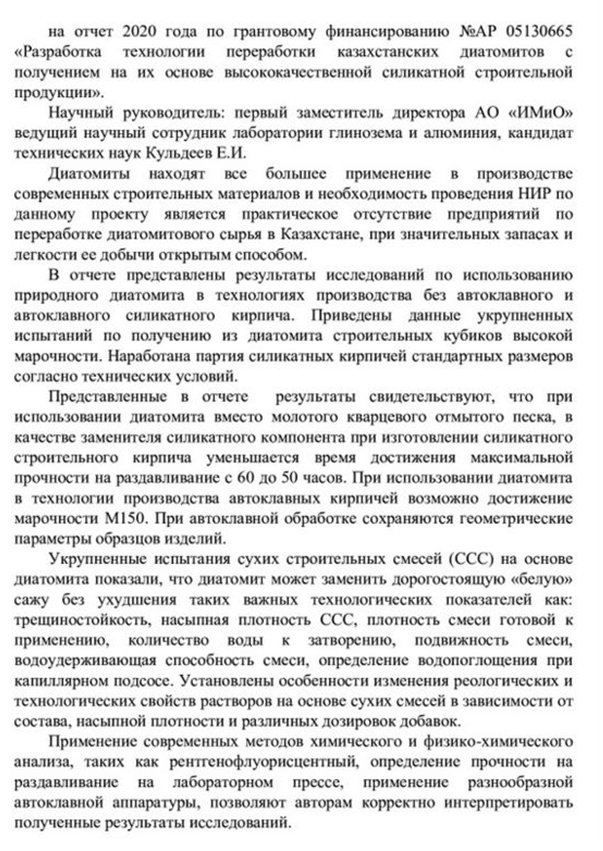 на отчет 2020 года по грантовому финансированию №АР 05130665
«Разработка технологии переработки казахстанских диатомитов с
получением на их основе высококачественной силикатной строительной
продукции».
Научный руководитель: первый заместитель директора АО «ИМиО»
ведущий научный сотрудник лаборатории глинозема и алюминия, кандидат
технических наук Кульдеев Е.И.
Диатомиты находят все большее применение в производстве
современных строительных материалов и необходимость проведения НИР по
данному проекту является практическое отсутствие предприятий по
переработке диатомитового сырья в Казахстане, при значительных запасах и
легкости ее добычи открытым способом.
В отчете представлены результаты исследований по использованию
природного диатомита в технологиях производства без автоклавного и
автоклавного силикатного кирпича. Приведены данные укрупненных
испытаний по получению из диатомита строительных кубиков высокой
марочности. Наработана партия силикатных кирпичей стандартных размеров
согласно технических условий.
Представленные в отчете результаты свидетельствуют, что при
использовании диатомита вместо молотого кварцевого отмытого песка, в
качестве заменителя силикатного компонента при изготовлении силикатного
строительного кирпича уменьшается время достижения максимальной
прочности на раздавливание с 60 до 50 часов. При использовании диатомита
в технологии производства автоклавных кирпичей возможно достижение
марочности М150. При автоклавной обработке сохраняются геометрические
параметры образцов изделий.
Укрупненные испытания сухих строительных смесей (ССС) на основе
диатомита показали, что диатомит может заменить дорогостоящую «белую»
сажу без ухудшения таких важных технологических показателей как:
трещиностойкость, насыпная плотность ССС, плотность смеси готовой к
применению, количество воды к затворению, подвижность смеси,
водоудерживающая способность смеси, определение водопоглощения при
капиллярном подсосе. Установлены особенности изменения реологических и
технологических свойств растворов на основе сухих смесей в зависимости от
состава, насыпной плотности и различных дозировок добавок.
Применение современных методов химического и физико-химического
анализа, таких как рентгенофлуорисцентный, определение прочности на
раздавливание на лабораторном прессе, применение разнообразной
автоклавной аппаратуры, позволяют авторам корректно интерпретировать
полученные результаты исследований.